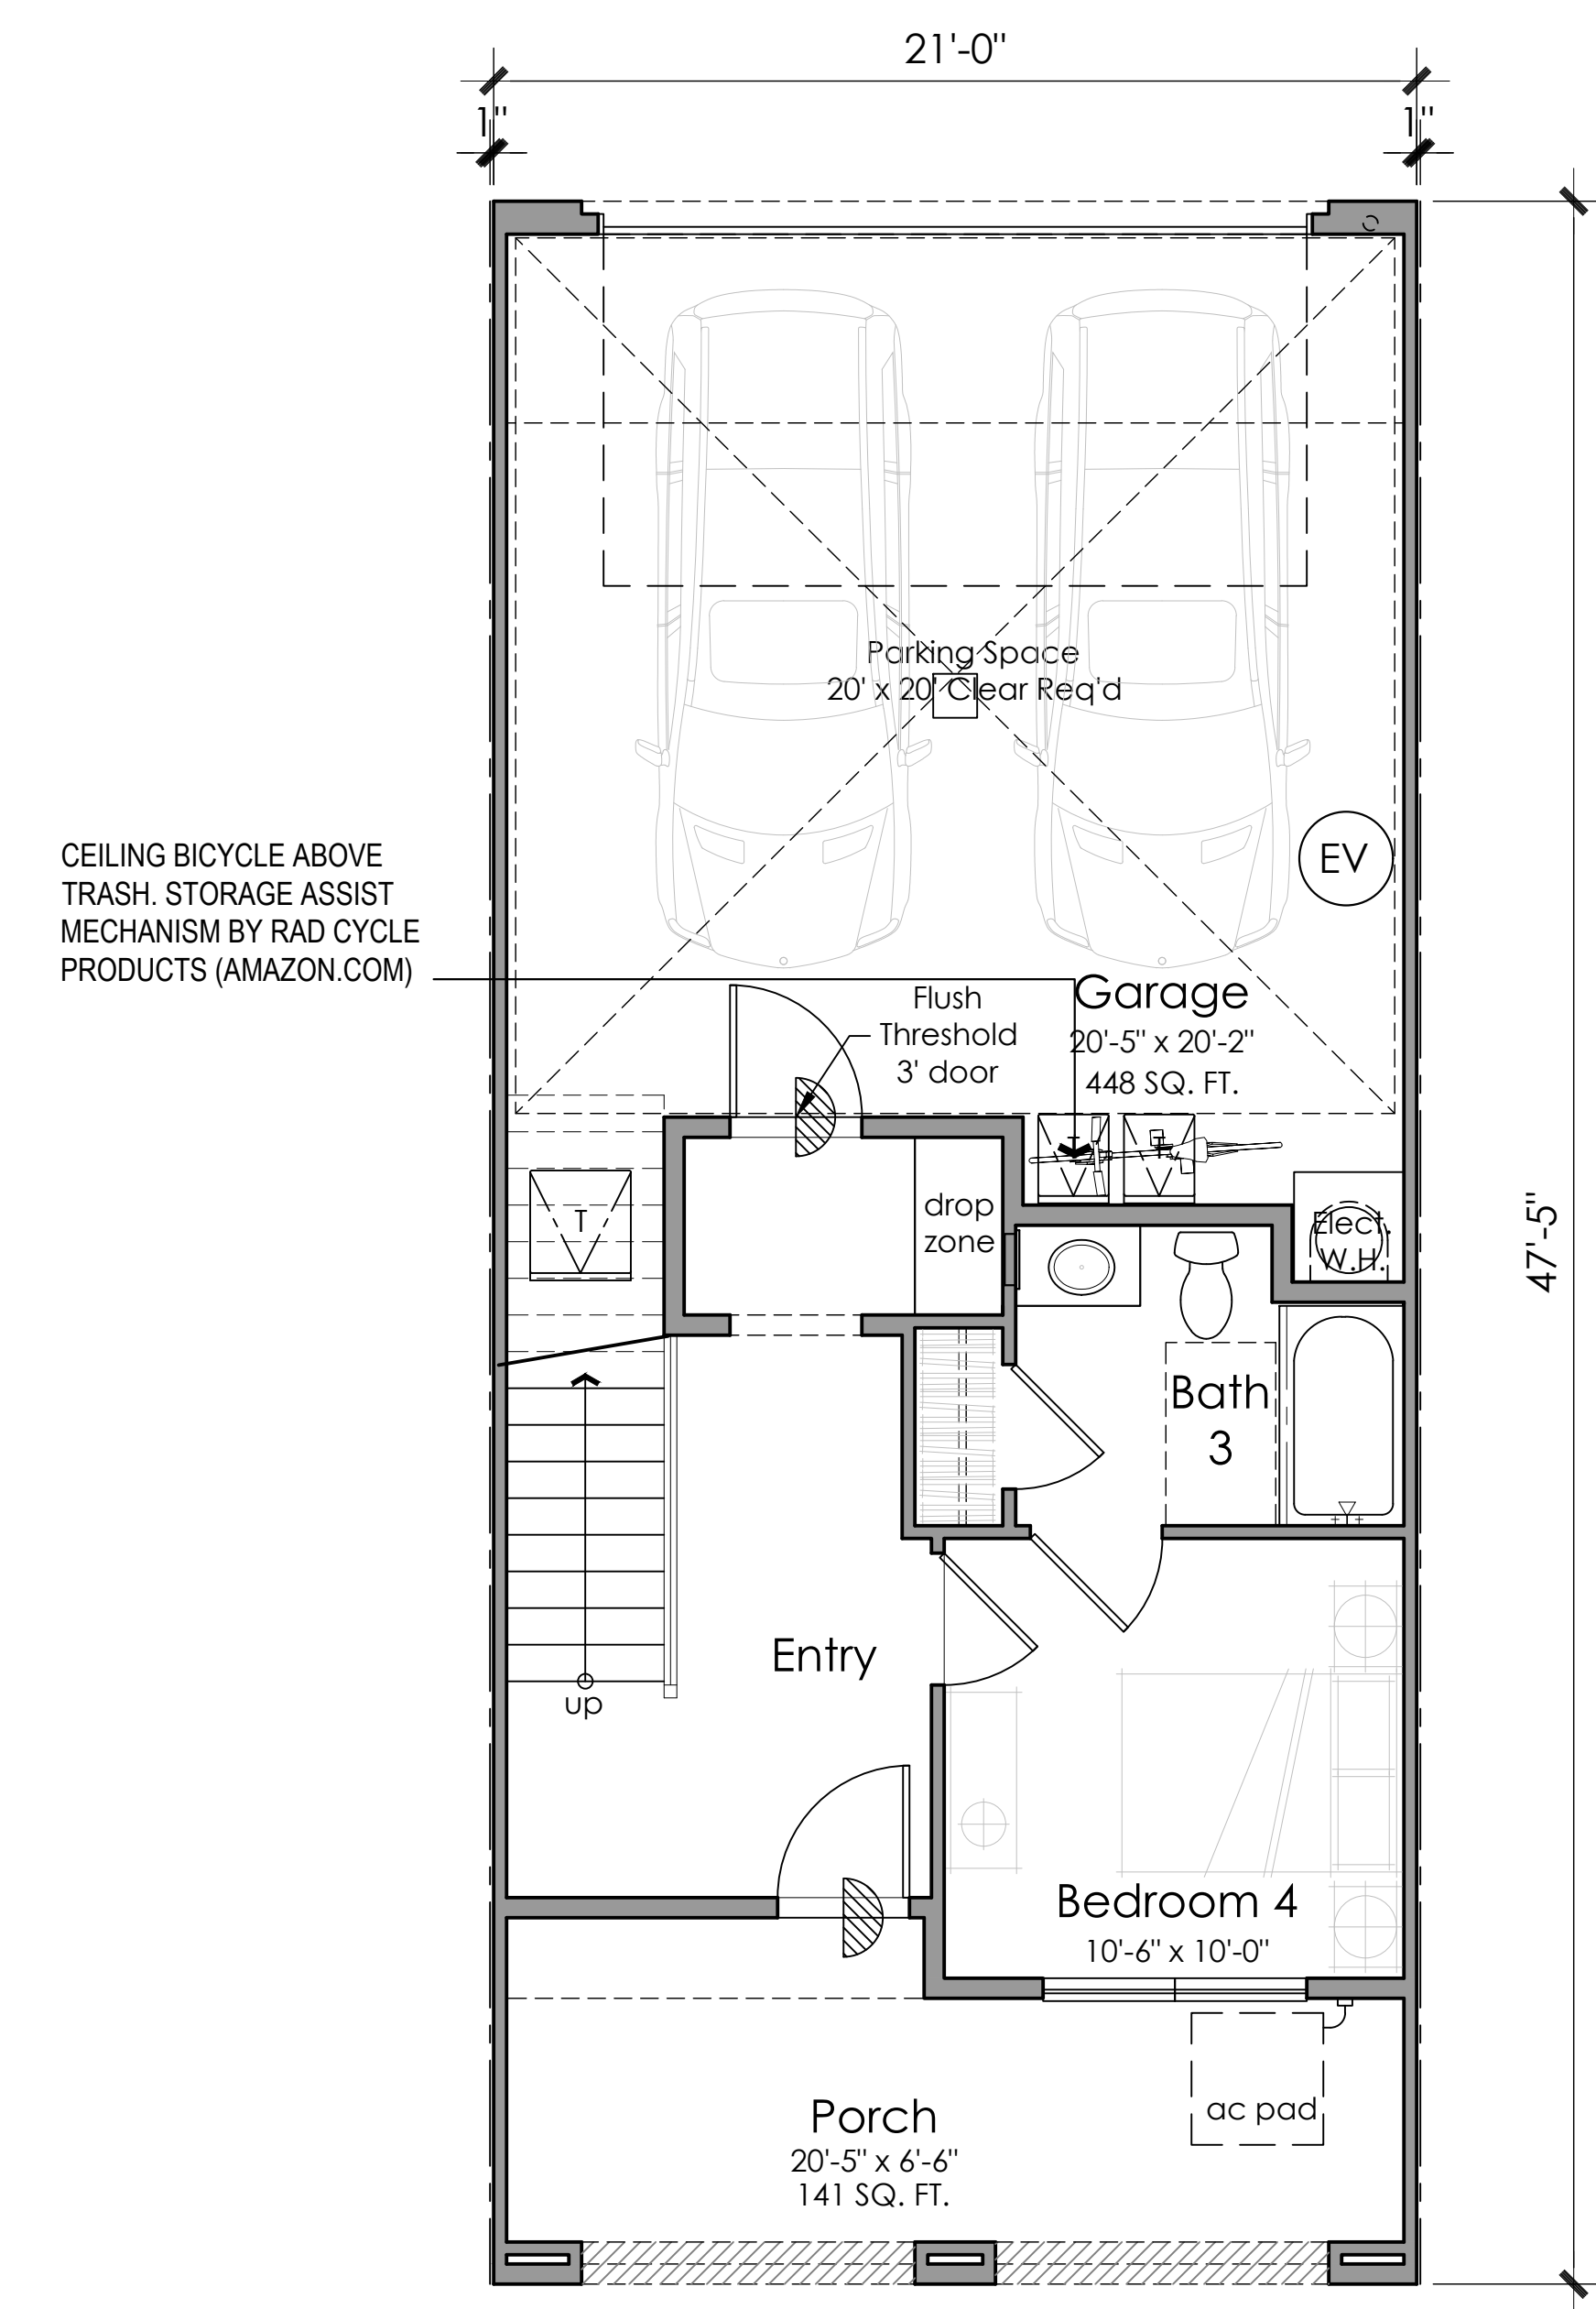 21'-0"
1"
1"
Parking Space
20' x 20' Clear Req'd
EV
CEILING BICYCLE ABOVE
TRASH. STORAGE ASSIST
MECHANISM BY RAD CYCLE
PRODUCTS (AMAZON.COM)
Garage
20'-5" x 20'-2"
448 SQ. FT.
Flush
Threshold
3' door
T
T
T
drop
zone
Elect.
W.H.
47'-5"
Bath
3
Entry
up
Bedroom 4
10'-6" x 10'-0"
ac pad
Porch
20'-5" x 6'-6"
141 SQ. FT.